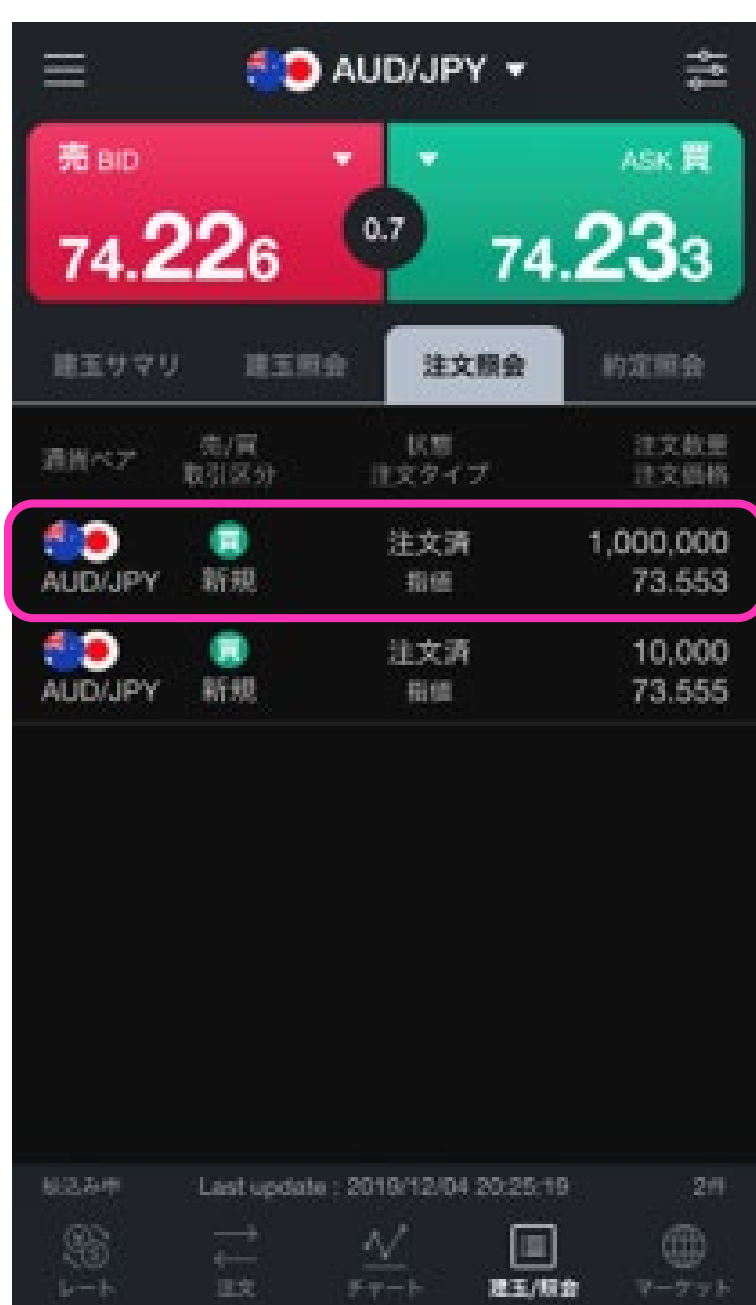 AUD/JPY
売 BID
ASK 買
74.226
0.7
74.233
建玉サマリ 建玉照会 注文照会 約定照会
通貨ペア 売/買 状態 注文数量
取引区分 注文タイプ 注文価格
買 注文済 1,000,000
AUD/JPY 新規 指値 73.553
買 注文済 10,000
AUD/JPY 新規 指値 73.555
絞込み中 Last update : 2019/12/04 20:25:19 2件
レート 注文 チャート 建玉/照会 マーケット